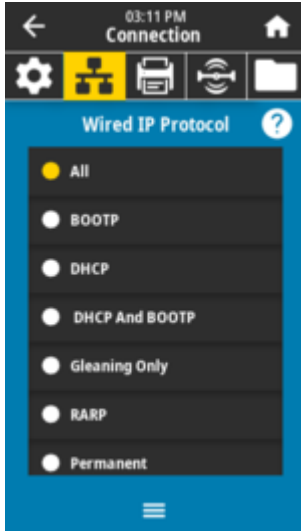 03:11 PM
Connection
Wired IP Protocol ?
All
BOOTP
DHCP
DHCP And BOOTP
Gleaning Only
RARP
Permanent